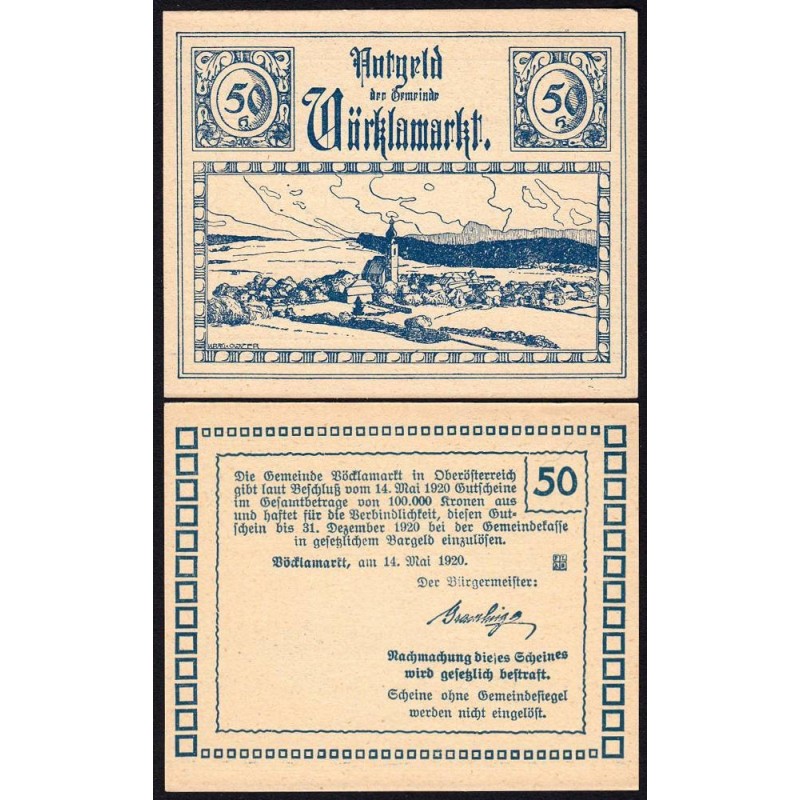 50
H.
Notgeld
der Gemeinde
Vöcklamarkt.
50
H.
Die Gemeinde Böcklamarkt in Oberösterreich
gibt laut Beschluß vom 14. Mai 1920 Gutscheine
im Gesamtbetrage von 100.000 Kronen aus
und haftet für die Verbindlichkeit, diesen Gut-
schein bis 31. Dezember 1920 bei der Gemeindekasse
in gesetzlichem Bargeld einzulösen.
50
Vöcklamarkt, am 14. Mai 1920.
Der Bürgermeister:
Nachmachung dieses Scheines
wird gesetzlich bestraft.
Scheine ohne Gemeindesiegel
werden nicht eingelöst.